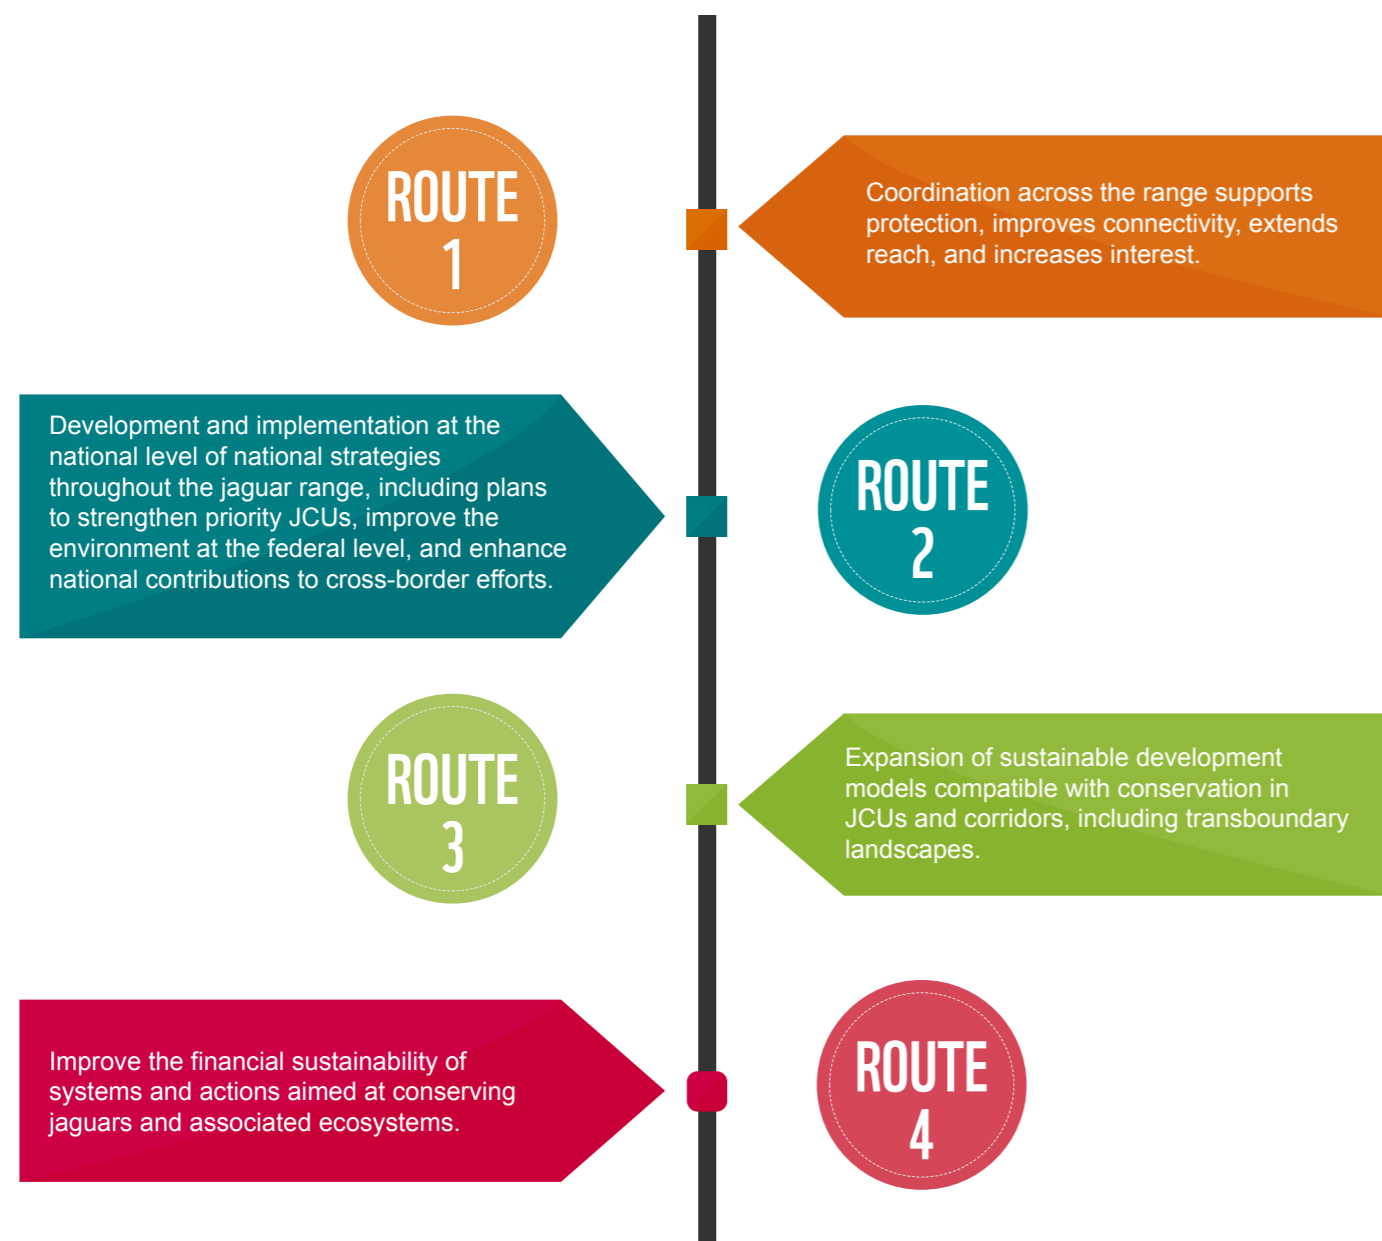 ROUTE
1
Coordination across the range supports
protection, improves connectivity, extends
reach, and increases interest.
Development and implementation at the
national level of national strategies
throughout the jaguar range, including plans
to strengthen priority JCUs, improve the
environment at the federal level, and enhance
national contributions to cross-border efforts.
ROUTE
2
ROUTE
3
Expansion of sustainable development
models compatible with conservation in
JCUs and corridors, including transboundary
landscapes.
Improve the financial sustainability of
systems and actions aimed at conserving
jaguars and associated ecosystems.
ROUTE
4